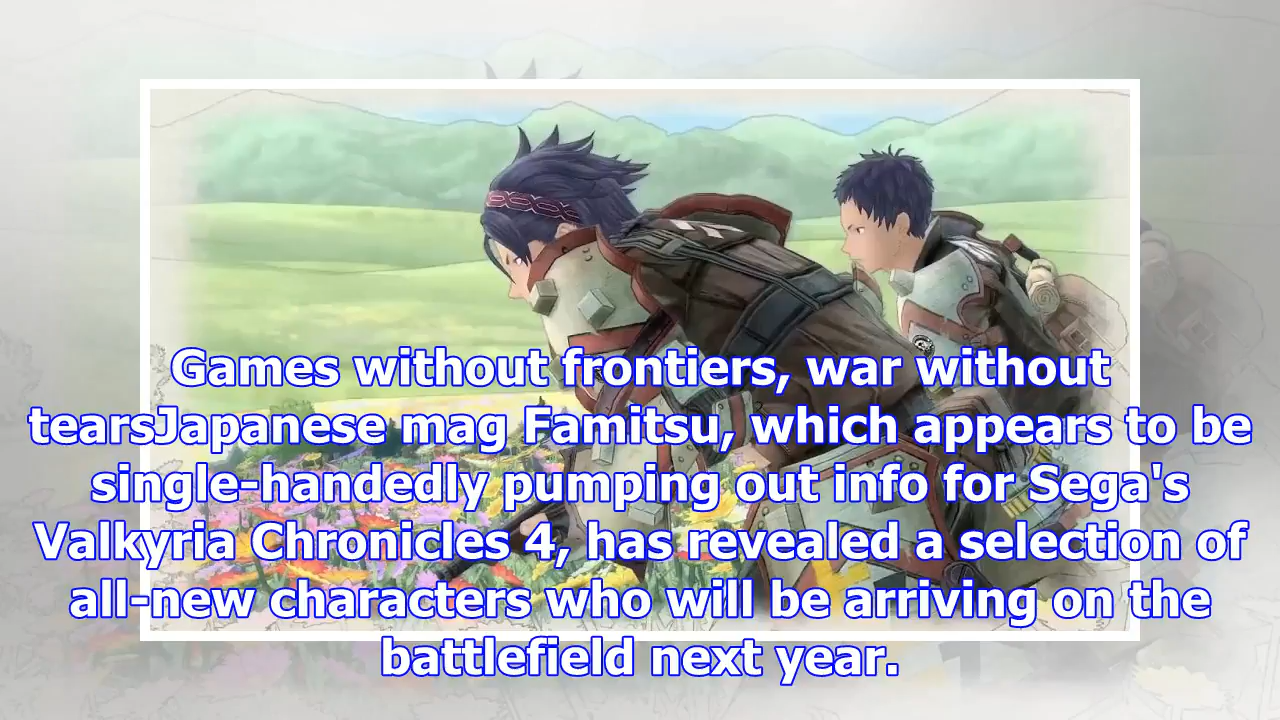 Games without frontiers, war without
tearsJapanese mag Famitsu, which appears to be
single-handedly pumping out info for Sega's
Valkyria Chronicles 4, has revealed a selection of
all-new characters who will be arriving on the
battlefield next year.